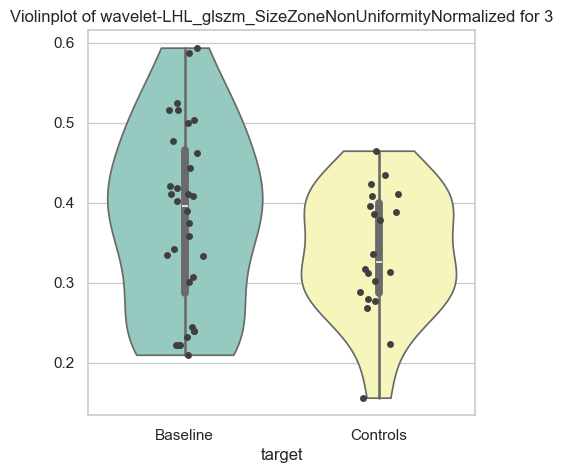 Violinplot of wavelet-LHL_glszm_SizeZoneNonUniformityNormalized for 3
0.6
0.5
0.4
0.3
0.2
Baseline Controls
target